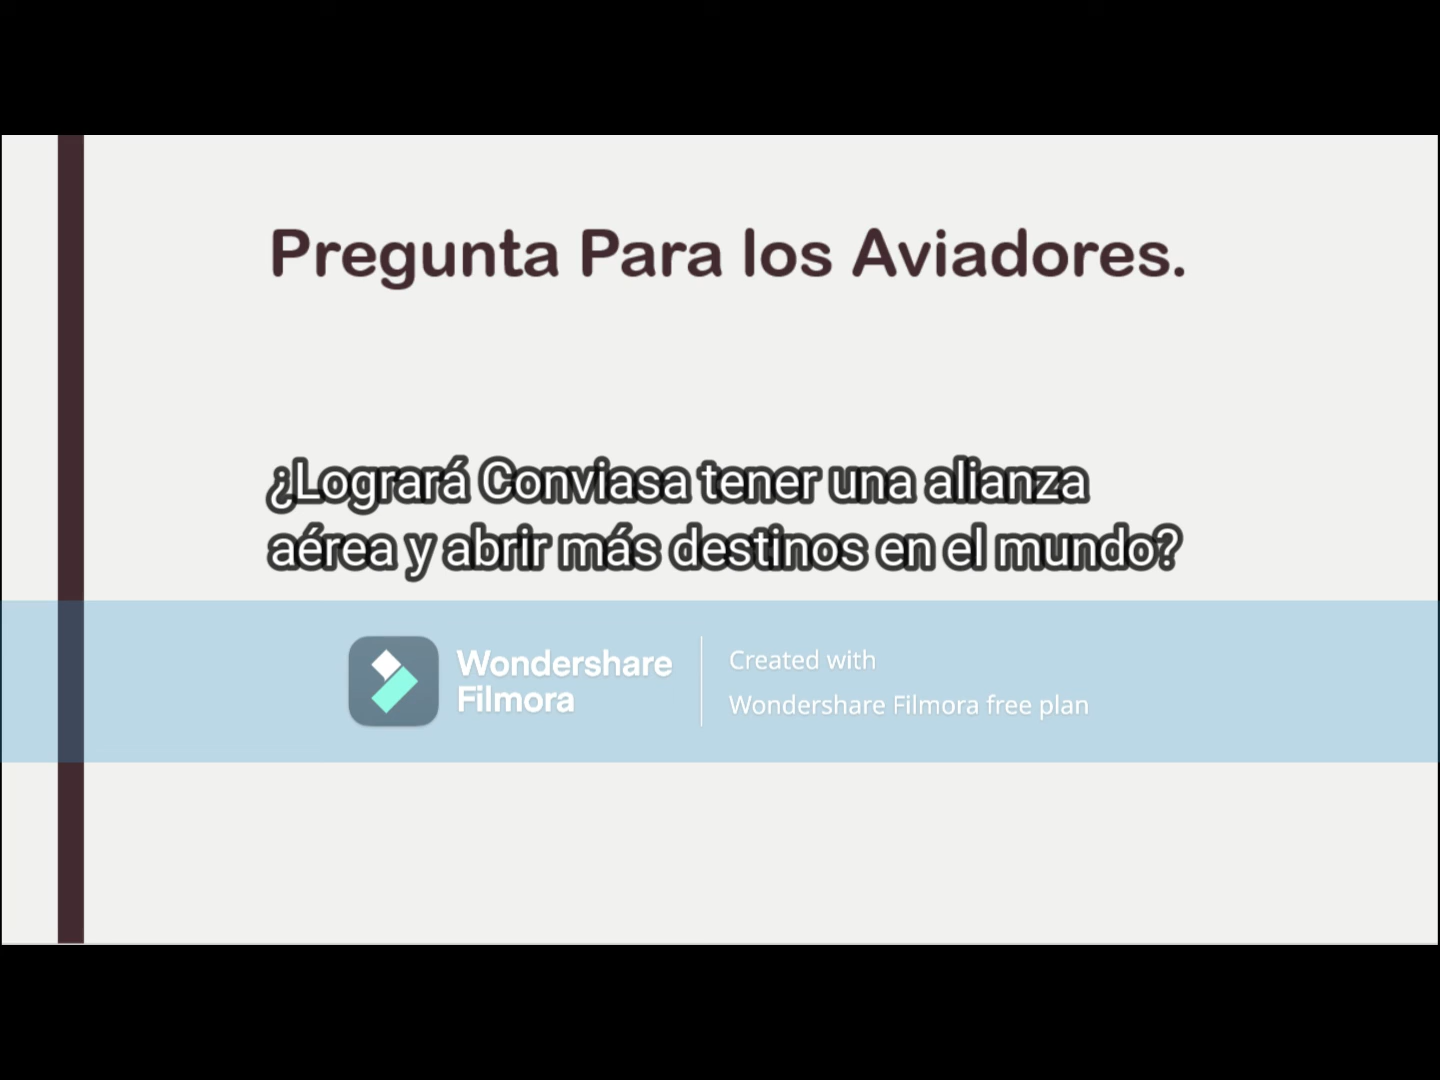 Pregunta Para los Aviadores.
¿Logrará Conviasa tener una alianza
aérea y abrir más destinos en el mundo?
Wondershare
Filmora
Created with
Wondershare Filmora free plan